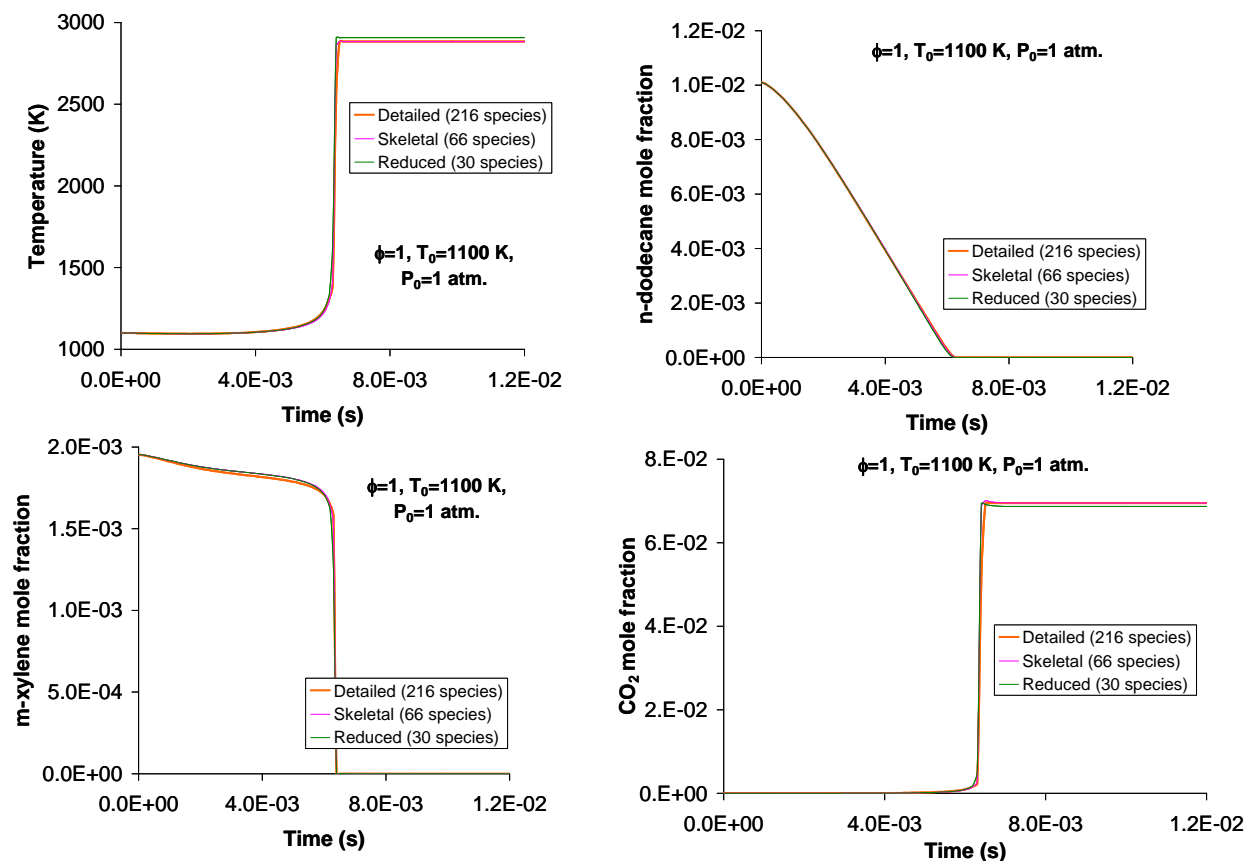 3000
2500
2000
1500
1000
Temperature (K)
Detailed (216 species)
Skeletal (66 species)
Reduced (30 species)
ϕ=1, T₀=1100 K,
P₀=1 atm.
0.0E+00 4.0E-03 8.0E-03 1.2E-02
Time (s)
1.2E-02
1.0E-02
8.0E-03
6.0E-03
4.0E-03
2.0E-03
0.0E+00
n-dodecane mole fraction
ϕ=1, T₀=1100 K, P₀=1 atm.
Detailed (216 species)
Skeletal (66 species)
Reduced (30 species)
0.0E+00 4.0E-03 8.0E-03 1.2E-02
Time (s)
2.0E-03
1.5E-03
1.0E-03
5.0E-04
0.0E+00
m-xylene mole fraction
ϕ=1, T₀=1100 K,
P₀=1 atm.
Detailed (216 species)
Skeletal (66 species)
Reduced (30 species)
0.0E+00 4.0E-03 8.0E-03 1.2E-02
Time (s)
8.E-02
6.E-02
4.E-02
2.E-02
0.E+00
CO₂ mole fraction
ϕ=1, T₀=1100 K, P₀=1 atm.
Detailed (216 species)
Skeletal (66 species)
Reduced (30 species)
0.0E+00 4.0E-03 8.0E-03 1.2E-02
Time (s)